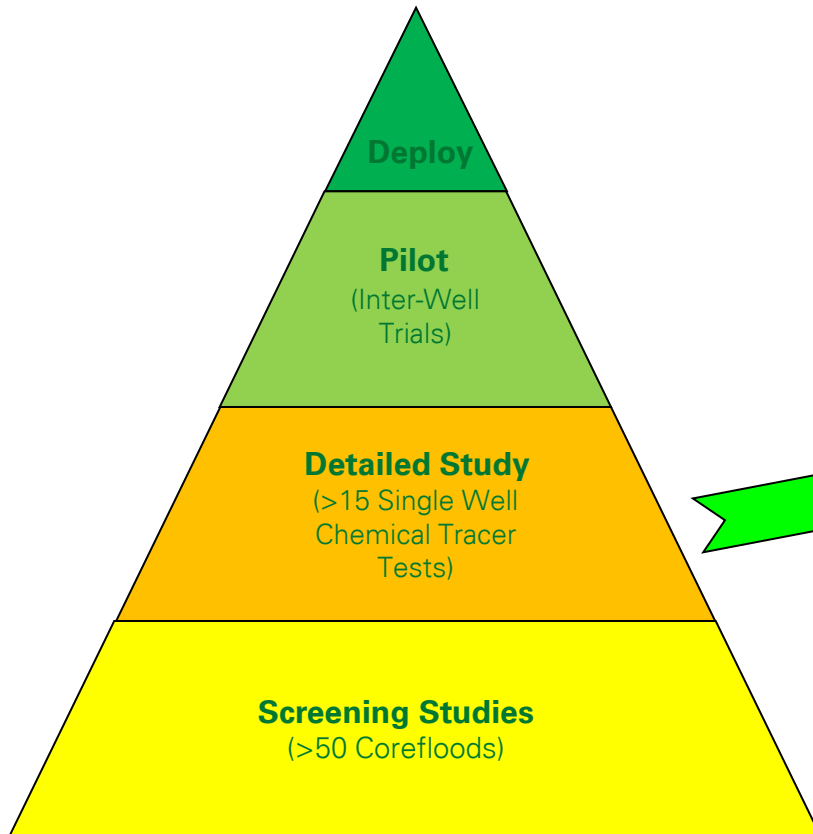 Deploy
Pilot
(Inter-Well
Trials)
Detailed Study
(>15 Single Well
Chemical Tracer
Tests)
Screening Studies
(>50 Corefloods)